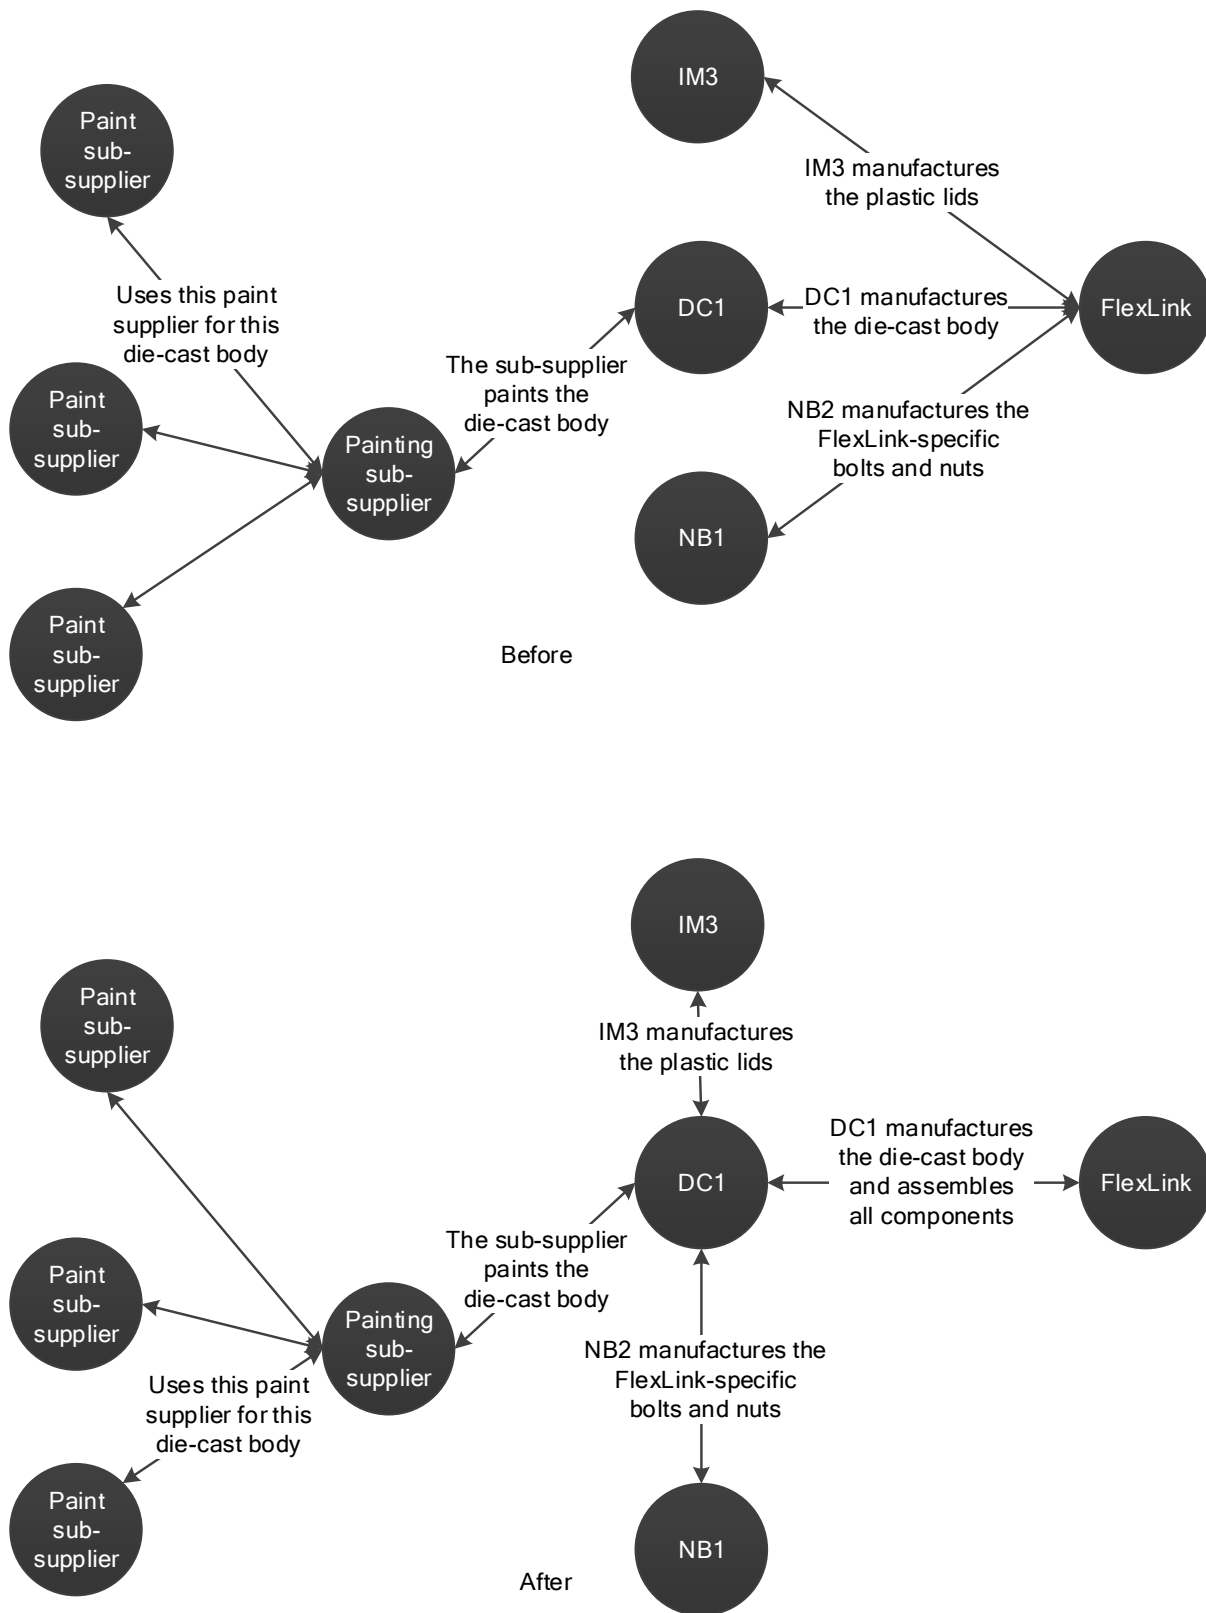 IM3
Paint
sub-
supplier
IM3 manufactures
the plastic lids
Uses this paint
supplier for this
die-cast body
DC1
DC1 manufactures
the die-cast body
FlexLink
The sub-supplier
paints the
die-cast body
Paint
sub-
supplier
Painting
sub-
supplier
NB2 manufactures the
FlexLink-specific
bolts and nuts
NB1
Paint
sub-
supplier
Before
IM3
Paint
sub-
supplier
IM3 manufactures
the plastic lids
DC1
DC1 manufactures
the die-cast body
and assembles
all components
FlexLink
The sub-supplier
paints the
die-cast body
Paint
sub-
supplier
Painting
sub-
supplier
NB2 manufactures the
FlexLink-specific
bolts and nuts
Uses this paint
supplier for this
die-cast body
Paint
sub-
supplier
NB1
After